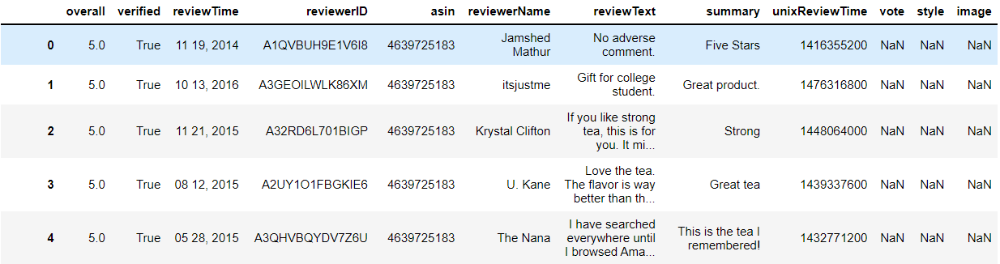 overall verified reviewTime reviewerID asin reviewerName reviewText summary unixReviewTime vote style image
0 5.0 True 11 19, 2014 A1QVBUH9E1V6I8 4639725183 Jamshed Mathur No adverse comment. Five Stars 1416355200 NaN NaN NaN
1 5.0 True 10 13, 2016 A3GEOILWLK86XM 4639725183 itsjustme Gift for college student. Great product. 1476316800 NaN NaN NaN
2 5.0 True 11 21, 2015 A32RD6L701BIGP 4639725183 Krystal Clifton If you like strong tea, this is for you. It mi... Strong 1448064000 NaN NaN NaN
3 5.0 True 08 12, 2015 A2UY1O1FBGKIE6 4639725183 U. Kane Love the tea. The flavor is way better than th... Great tea 1439337600 NaN NaN NaN
4 5.0 True 05 28, 2015 A3QHVBQYDV7Z6U 4639725183 The Nana I have searched everywhere until I browsed Ama... This is the tea I remembered! 1432771200 NaN NaN NaN